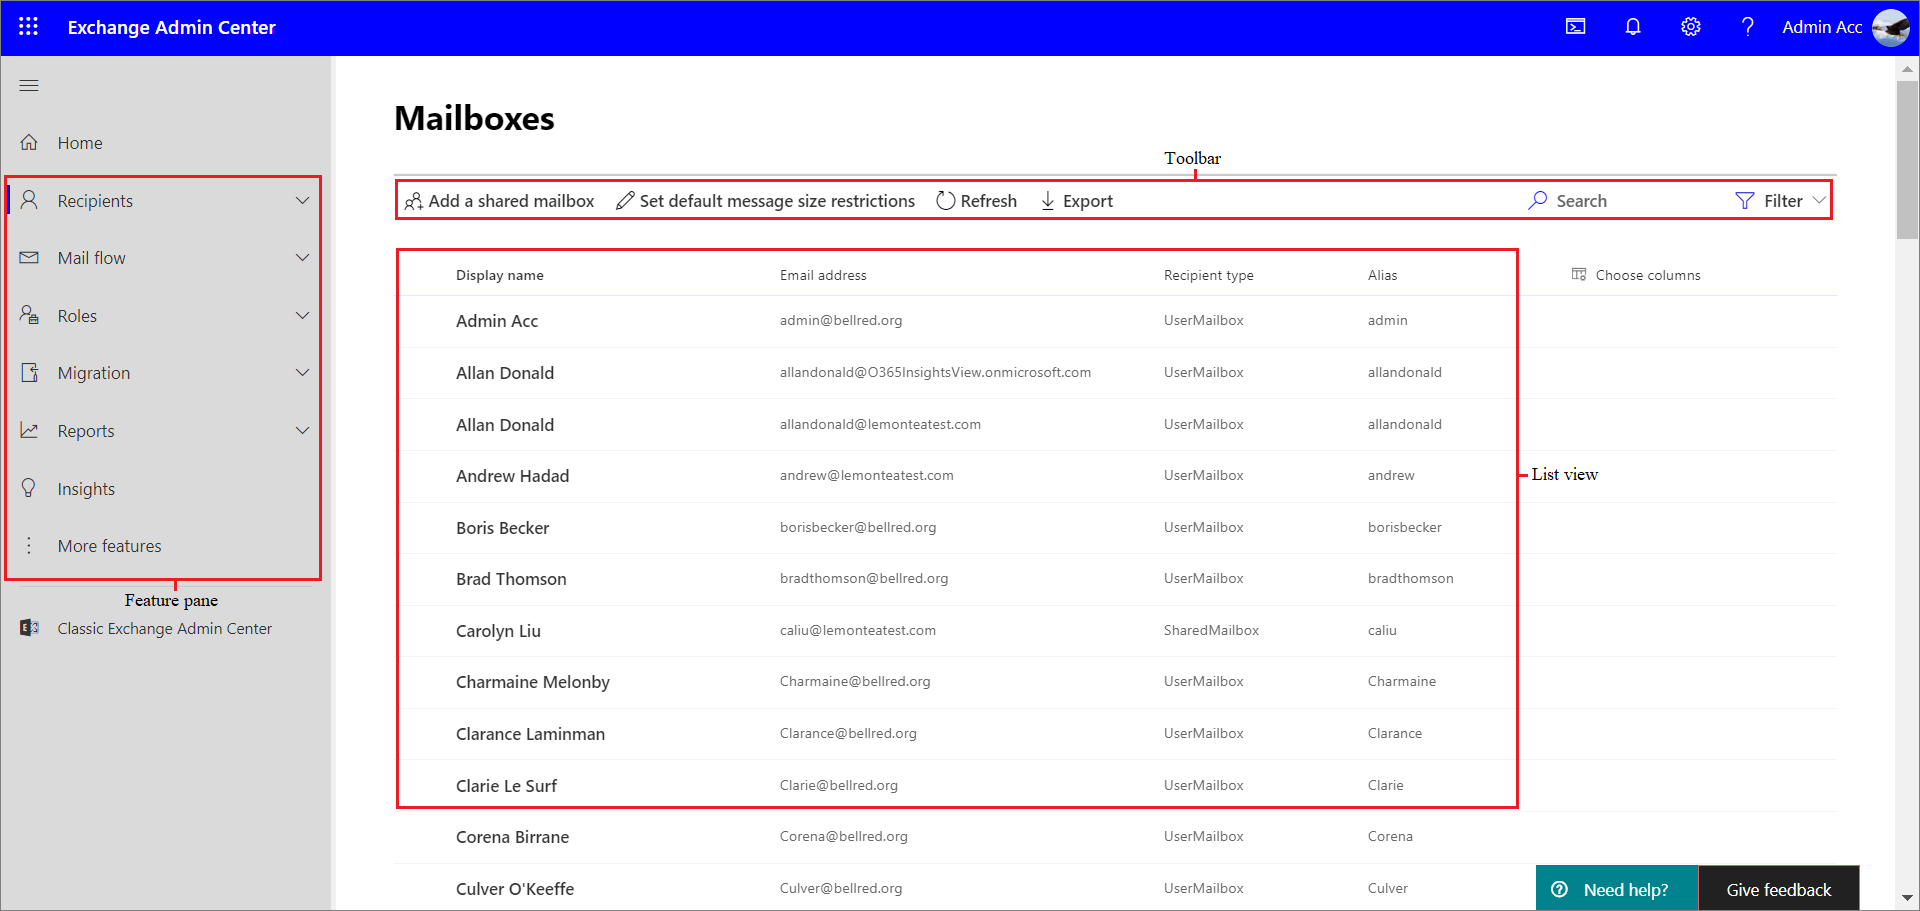 Exchange Admin Center
Admin Acc
Home
Recipients
Mail flow
Roles
Migration
Reports
Insights
More features
Feature pane
Classic Exchange Admin Center
Mailboxes
Toolbar
Add a shared mailbox Set default message size restrictions Refresh Export Search Filter
Display name Email address Recipient type Alias Choose columns
Admin Acc admin@bellred.org UserMailbox admin
Allan Donald allandonald@O365InsightsView.onmicrosoft.com UserMailbox allandonald
Allan Donald allandonald@lemonteatest.com UserMailbox allandonald
Andrew Hadad andrew@lemonteatest.com UserMailbox andrew
List view
Boris Becker borisbecker@bellred.org UserMailbox borisbecker
Brad Thomson bradthomson@bellred.org UserMailbox bradthomson
Carolyn Liu caliu@lemonteatest.com SharedMailbox caliu
Charmaine Melonby Charmaine@bellred.org UserMailbox Charmaine
Clarance Laminman Clarance@bellred.org UserMailbox Clarance
Clarie Le Surf Clarie@bellred.org UserMailbox Clarie
Corena Birrane Corena@bellred.org UserMailbox Corena
Culver O'Keeffe Culver@bellred.org UserMailbox Culver
Need help? Give feedback